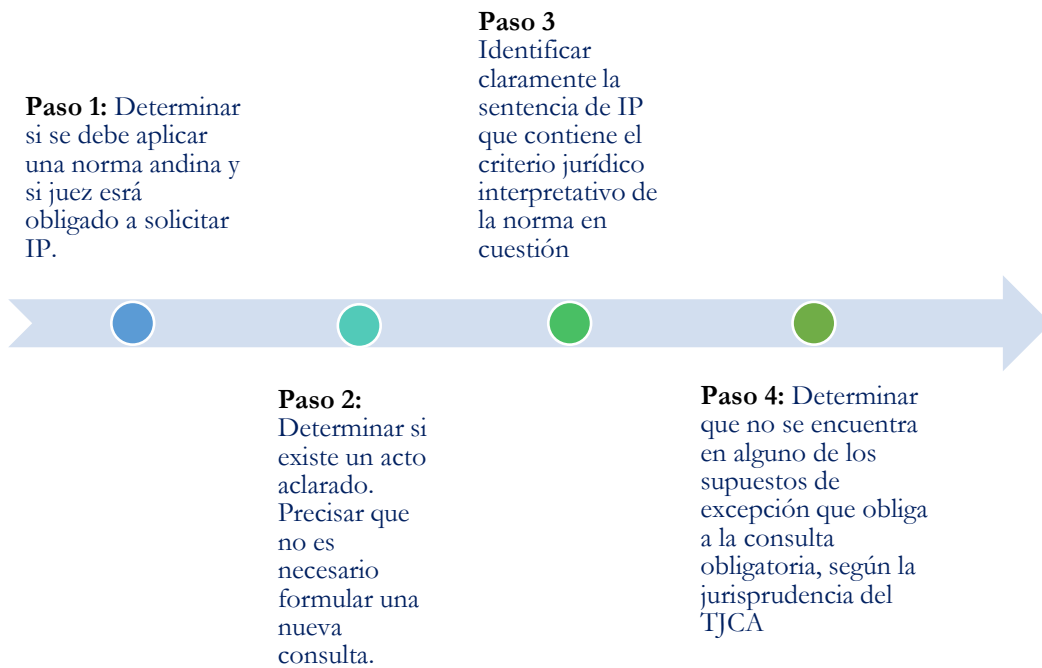 Paso 1: Determinar
si se debe aplicar
una norma andina y
si juez esrá
obligado a solicitar
IP.
Paso 2:
Determinar si
existe un acto
aclarado.
Precisar que
no es
necesario
formular una
nueva
consulta.
Paso 3
Identificar
claramente la
sentencia de IP
que contiene el
criterio jurídico
interpretativo de
la norma en
cuestión
Paso 4: Determinar
que no se encuentra
en alguno de los
supuestos de
excepción que obliga
a la consulta
obligatoria, según la
jurisprudencia del
TJCA